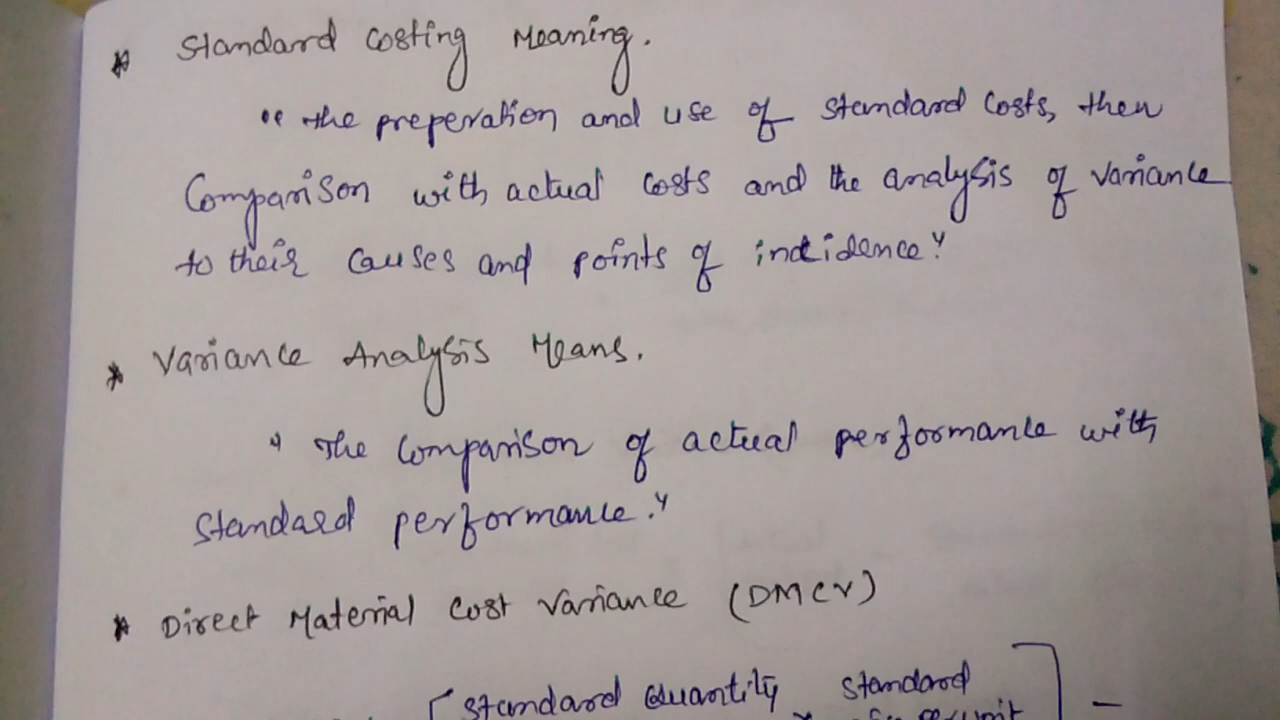 * Standard Costing Meaning.
"the preperation and use of standard costs, then
Comparison with actual costs and the analysis of variance
to their causes and points of incidence"
* Variance Analysis Means.
"The Comparison of actual performance with
standard performance."
* Direct Material Cost Variance (DMCV)
[Standard Quantity Standard
per unit ] -